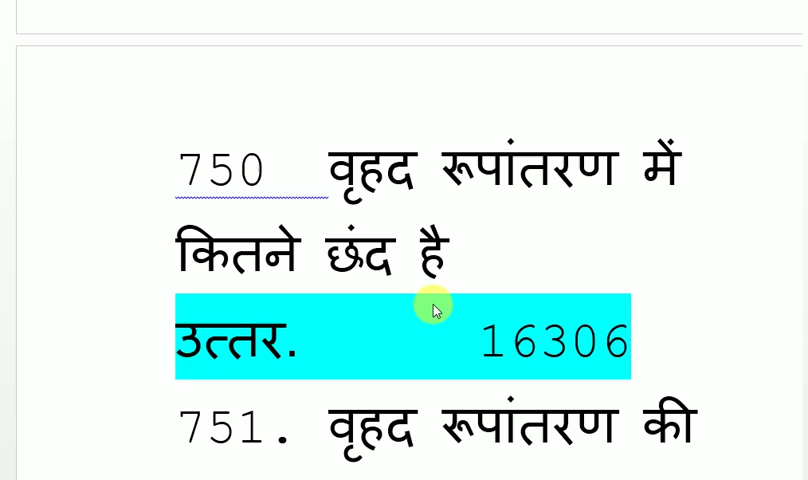 750 वृहद रूपांतरण में
कितने छंद है
उत्तर. 16306
751. वृहद रूपांतरण की